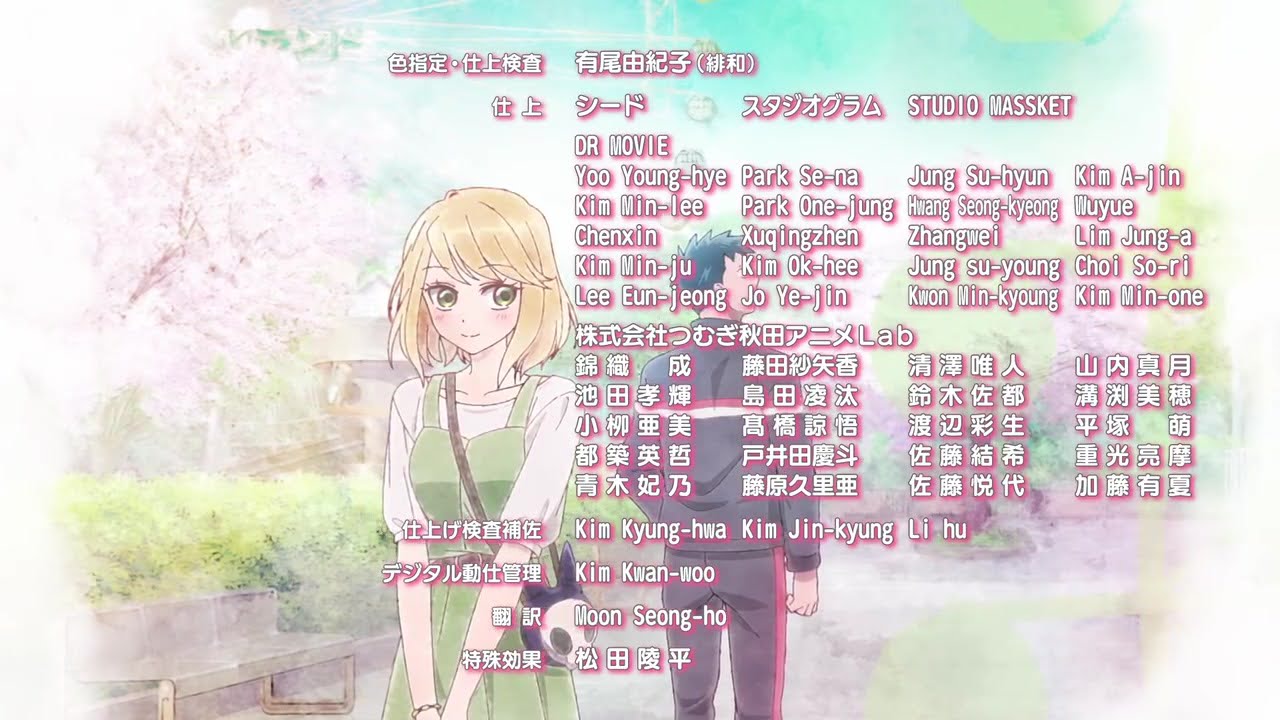 色指定・仕上検査 有尾由紀子(緋和)
仕上 シード スタジオグラム STUDIO MASSKET
DR MOVIE
Yoo Young-hye Park Se-na Jung Su-hyun Kim A-jin
Kim Min-lee Park One-jung Hwang Seong-kyeong Wuyue
Chenxin Xuqingzhen Zhangwei Lim Jung-a
Kim Min-ju Kim Ok-hee Jung su-young Choi So-ri
Lee Eun-jeong Jo Ye-jin Kwon Min-kyoung Kim Min-one
株式会社つむぎ秋田アニメLab
錦織 成 藤田紗矢香 清澤唯人 山内真月
池田孝輝 島田凌汰 鈴木佐都 溝渕美穂
小柳亜美 髙橋諒悟 渡辺彩生 平塚 萌
都築英哲 戸井田慶斗 佐藤結希 重光亮摩
青木妃乃 藤原久里亜 佐藤悦代 加藤有夏
仕上げ検査補佐 Kim Kyung-hwa Kim Jin-kyung Li hu
デジタル動仕管理 Kim Kwan-woo
翻訳 Moon Seong-ho
特殊効果 松田陵平